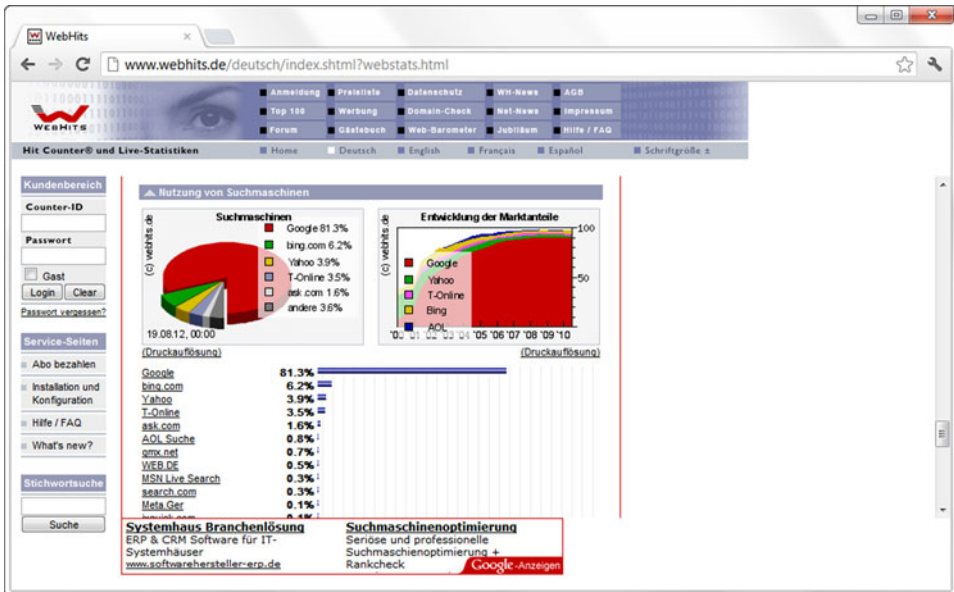 WebHits
www.webhits.de/deutsch/index.shtml?webstats.html
WEBHITS
Anmeldung Preisliste Datenschutz WH-News AGB
Top 100 Werbung Domain-Check Net-News Impressum
Forum Gästebuch Web-Barometer Jubiläum Hilfe / FAQ
Hit Counter® und Live-Statistiken Home Deutsch English Français Español Schriftgröße ±
Kundenbereich
Counter-ID
Passwort
Gast
Login Clear
Passwort vergessen?
Service-Seiten
Abo bezahlen
Installation und
Konfiguration
Hilfe / FAQ
What's new?
Stichwortsuche
Suche
Nutzung von Suchmaschinen
Suchmaschinen
(c) webhits.de
Google 81.3%
bing.com 6.2%
Yahoo 3.9%
T-Online 3.5%
ask.com 1.6%
andere 3.6%
19.08.12, 00:00
(Druckauflösung)
Entwicklung der Marktanteile
(c) webhits.de
100
50
Google
Yahoo
T-Online
Bing
AOL
'00 '01 '02 '03 '04 '05 '06 '07 '08 '09 '10
(Druckauflösung)
Google 81.3%
bing.com 6.2%
Yahoo 3.9%
T-Online 3.5%
ask.com 1.6%
AOL Suche 0.8%
gmx.net 0.7%
WEB.DE 0.5%
MSN Live Search 0.3%
search.com 0.3%
Meta.Ger 0.1%
0.1%
Systemhaus Branchenlösung
ERP & CRM Software für IT-
Systemhäuser
www.softwarehersteller-erp.de
Suchmaschinenoptimierung
Seriöse und professionelle
Suchmaschienoptimierung +
Rankcheck
Google-Anzeigen